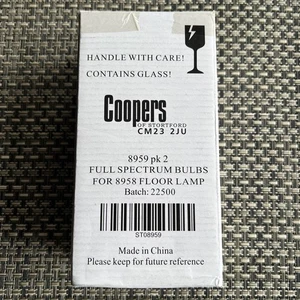 HANDLE WITH CARE!
CONTAINS GLASS!
Coopers
OF STORTFORD
CM23 2JU
8959 pk 2
FULL SPECTRUM BULBS
FOR 8958 FLOOR LAMP
Batch: 22500
ST08959
Made in China
Please keep for future reference